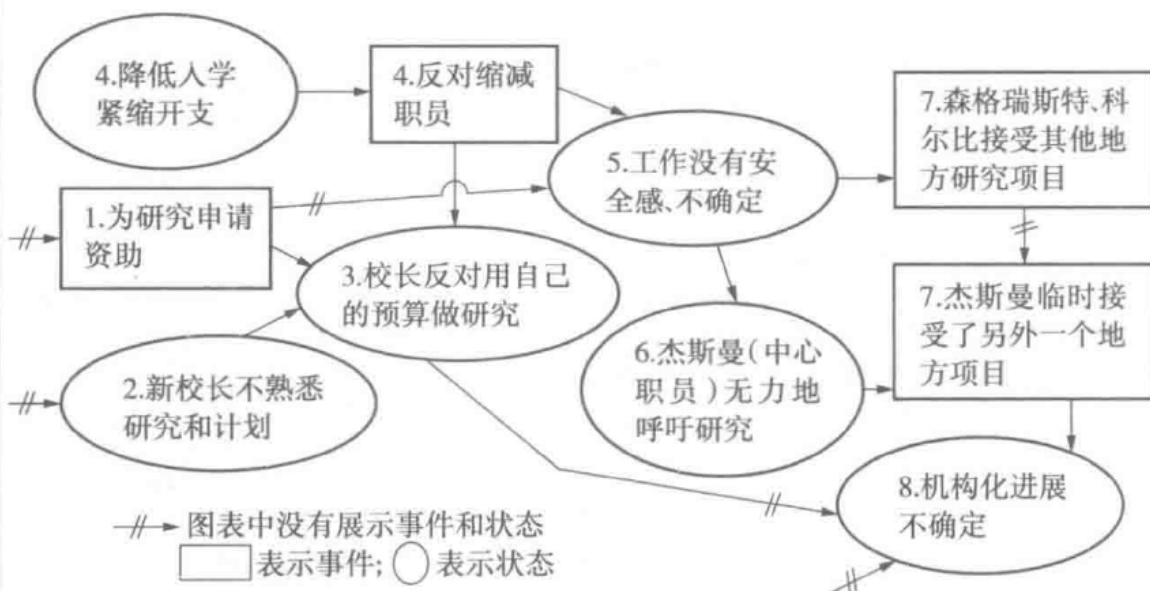 4.降低入学
紧缩开支
4.反对缩减
职员
7.森格瑞斯特、科
尔比接受其他地
方研究项目
5.工作没有安
全感、不确定
1.为研究申请
资助
3.校长反对用自己
的预算做研究
7.杰斯曼临时接
受了另外一个地
方项目
6.杰斯曼(中心
职员)无力地
呼吁研究
2.新校长不熟悉
研究和计划
8.机构化进展
不确定
图表中没有展示事件和状态
表示事件;
表示状态